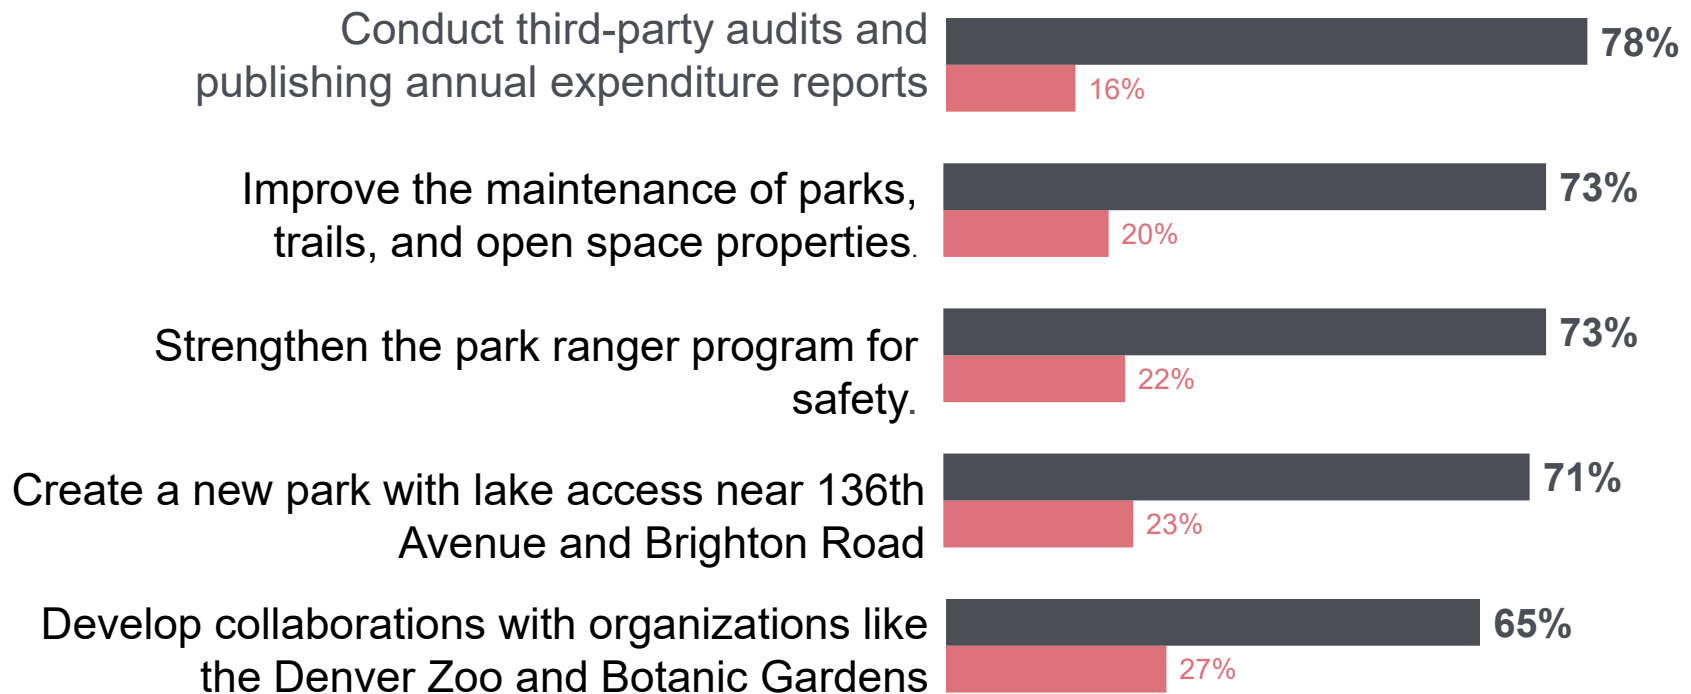 Conduct third-party audits and
publishing annual expenditure reports
78%
16%
Improve the maintenance of parks,
trails, and open space properties.
73%
20%
Strengthen the park ranger program for
safety.
73%
22%
Create a new park with lake access near 136th
Avenue and Brighton Road
71%
23%
Develop collaborations with organizations like
the Denver Zoo and Botanic Gardens
65%
27%